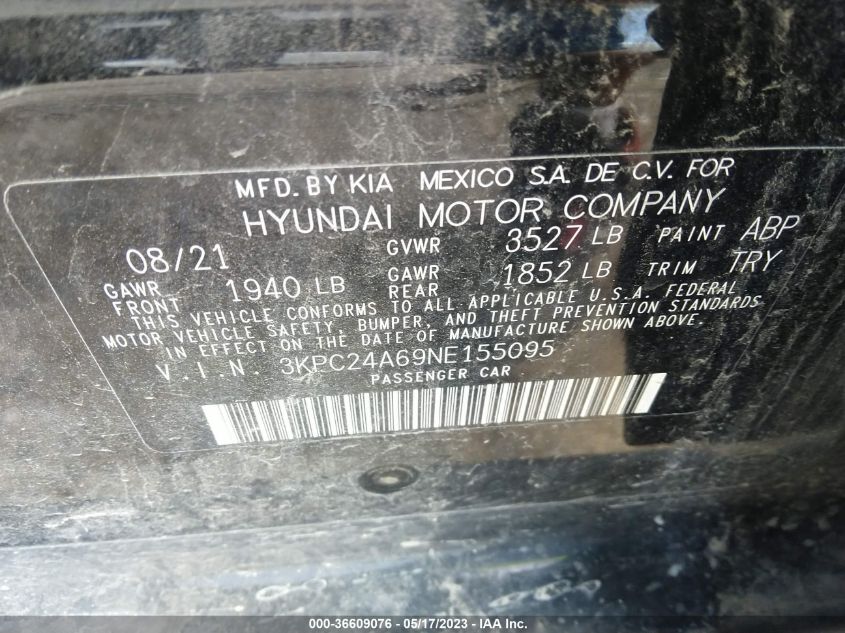 MFD. BY KIA MEXICO S.A. DE C.V. FOR
HYUNDAI MOTOR COMPANY
08/21 GVWR 3527 LB PAINT ABP
GAWR FRONT 1940 LB GAWR REAR 1852 LB TRIM TRY
THIS VEHICLE CONFORMS TO ALL APPLICABLE U.S.A. FEDERAL
MOTOR VEHICLE SAFETY, BUMPER, AND THEFT PREVENTION STANDARDS
IN EFFECT ON THE DATE OF MANUFACTURE SHOWN ABOVE.
V.I.N. 3KPC24A69NE155095
PASSENGER CAR
000-36609076 - 05/17/2023 - IAA Inc.